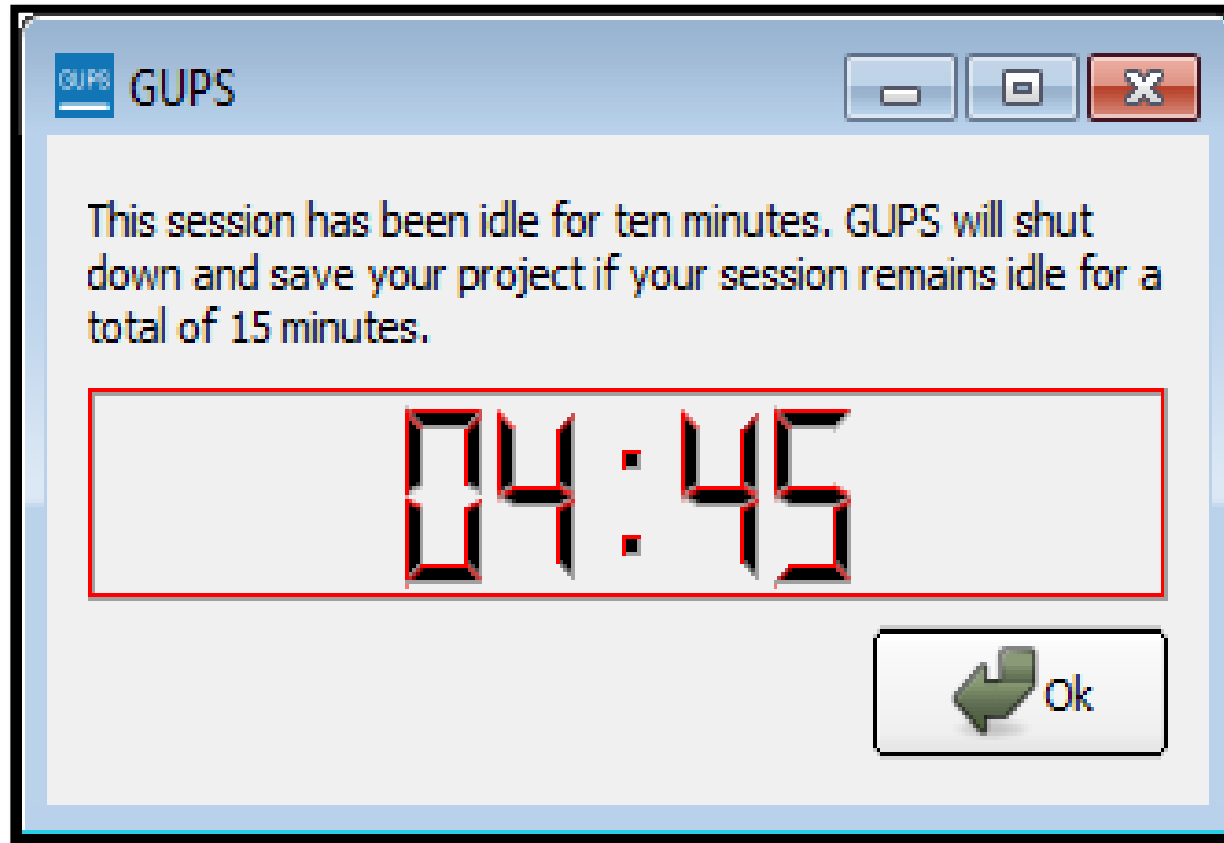 GUPS GUPS
This session has been idle for ten minutes. GUPS will shut
down and save your project if your session remains idle for a
total of 15 minutes.
04:45
Ok